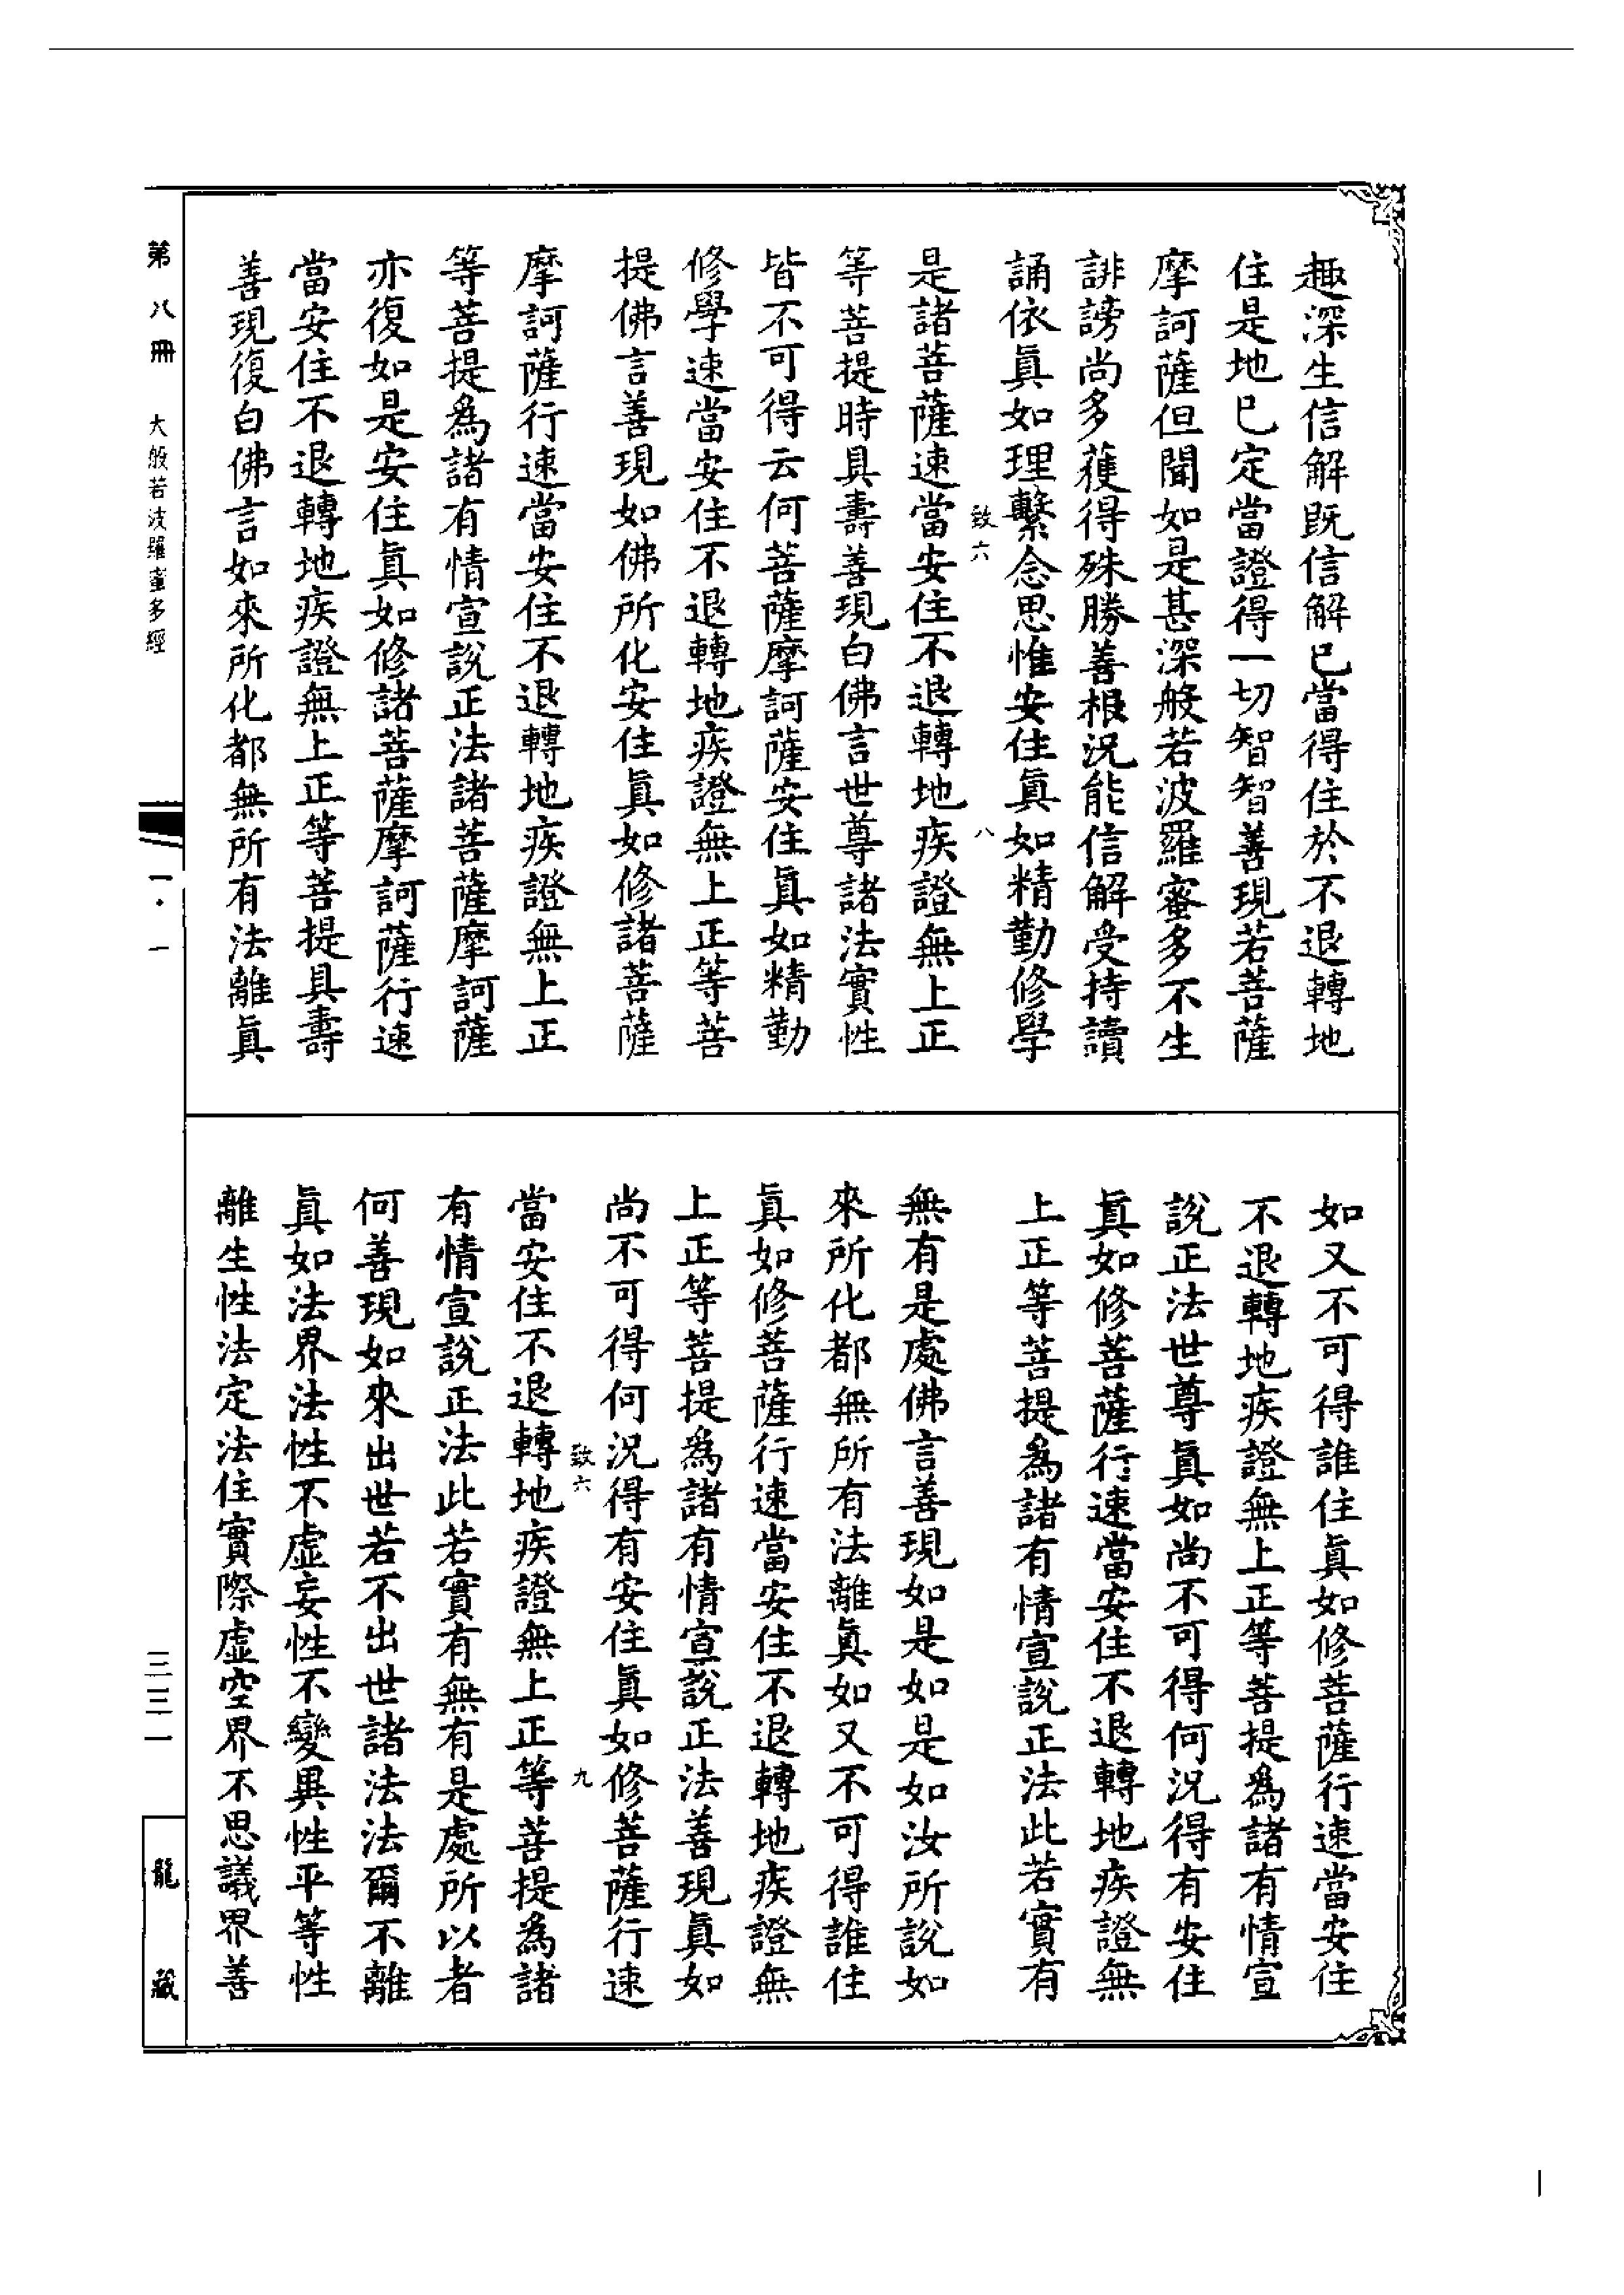 趣深生信解既信解已當得住於不退轉地
住是地已定當證得一切智智善現若菩薩
摩訶薩但聞如是甚深般若波羅蜜多不生
誹謗尚多獲得殊勝善根況能信解受持讀
誦依眞如理繫念思惟安住眞如精勤修學
致六 八
是諸菩薩速當安住不退轉地疾證無上正
等菩提時具壽善現白佛言世尊諸法實性
皆不可得云何菩薩摩訶薩安住眞如精勤
修學速當安住不退轉地疾證無上正等菩
提佛言善現如佛所化安住眞如修諸菩薩
摩訶薩行速當安住不退轉地疾證無上正
等菩提爲諸有情宣說正法諸菩薩摩訶薩
亦復如是安住眞如修諸菩薩摩訶薩行速
當安住不退轉地疾證無上正等菩提具壽
善現復白佛言如來所化都無所有法離眞
如又不可得誰住眞如修菩薩行速當安住
不退轉地疾證無上正等菩提爲諸有情宣
說正法世尊眞如尚不可得何況得有安住
眞如修菩薩行速當安住不退轉地疾證無
上正等菩提爲諸有情宣說正法此若實有
無有是處佛言善現如是如是如汝所說如
來所化都無所有法離眞如又不可得誰住
眞如修菩薩行速當安住不退轉地疾證無
上正等菩提爲諸有情宣說正法善現眞如
尚不可得何況得有安住眞如修菩薩行速
致六 九
當安住不退轉地疾證無上正等菩提爲諸
有情宣說正法此若實有無有是處所以者
何善現如來出世若不出世諸法法爾不離
眞如法界法性不虛妄性不變異性平等性
離生性法定法住實際虛空界不思議界善
第八冊 大般若波羅蜜多經 一·一 三三一 龍藏